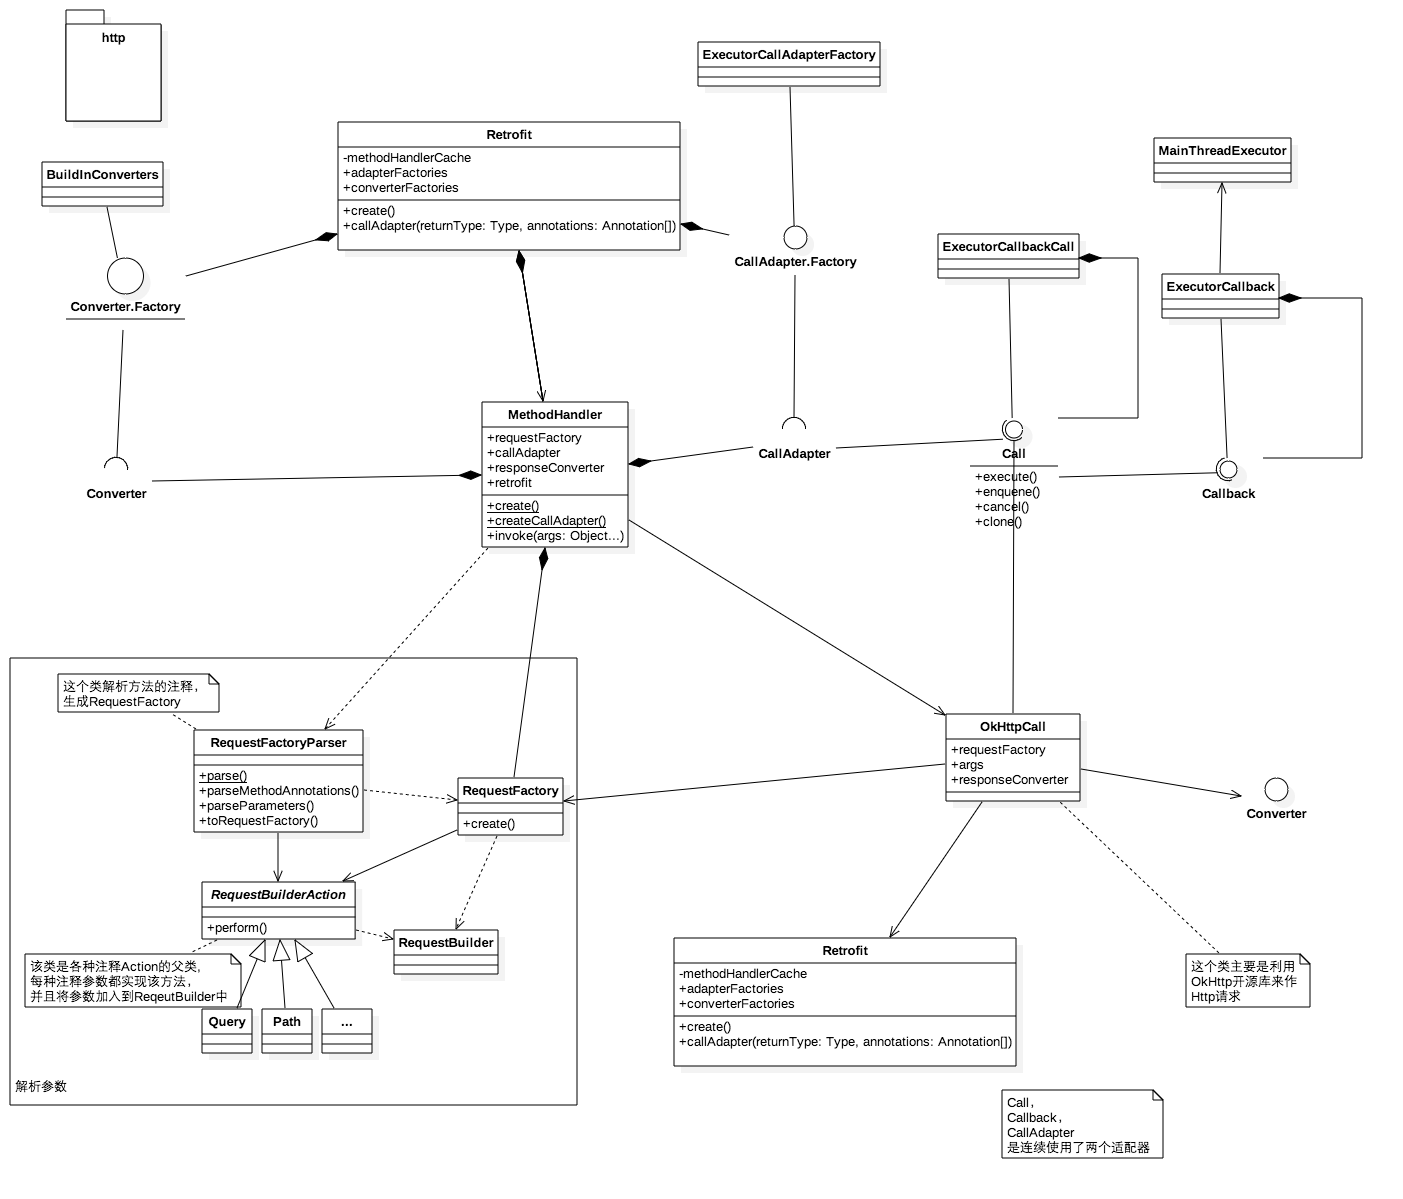 http
ExecutorCallAdapterFactory
Retrofit
-methodHandlerCache
+adapterFactories
+converterFactories
+create()
+callAdapter(returnType: Type, annotations: Annotation[])
BuildInConverters
MainThreadExecutor
Converter.Factory
CallAdapter.Factory
ExecutorCallbackCall
ExecutorCallback
MethodHandler
+requestFactory
+callAdapter
+responseConverter
+retrofit
+create()
+createCallAdapter()
+invoke(args: Object...)
Converter
CallAdapter
Call
+execute()
+enquene()
+cancel()
+clone()
Callback
这个类解析方法的注释，
生成RequestFactory
RequestFactoryParser
+parse()
+parseMethodAnnotations()
+parseParameters()
+toRequestFactory()
RequestFactory
+create()
OkHttpCall
+requestFactory
+args
+responseConverter
Converter
RequestBuilderAction
+perform()
RequestBuilder
该类是各种注释Action的父类，
每种注释参数都实现该方法，
并且将参数加入到ReqeutBuilder中
Query
Path
...
解析参数
Retrofit
-methodHandlerCache
+adapterFactories
+converterFactories
+create()
+callAdapter(returnType: Type, annotations: Annotation[])
这个类主要是利用
OkHttp开源库来作
Http请求
Call，
Callback，
CallAdapter
是连续使用了两个适配器